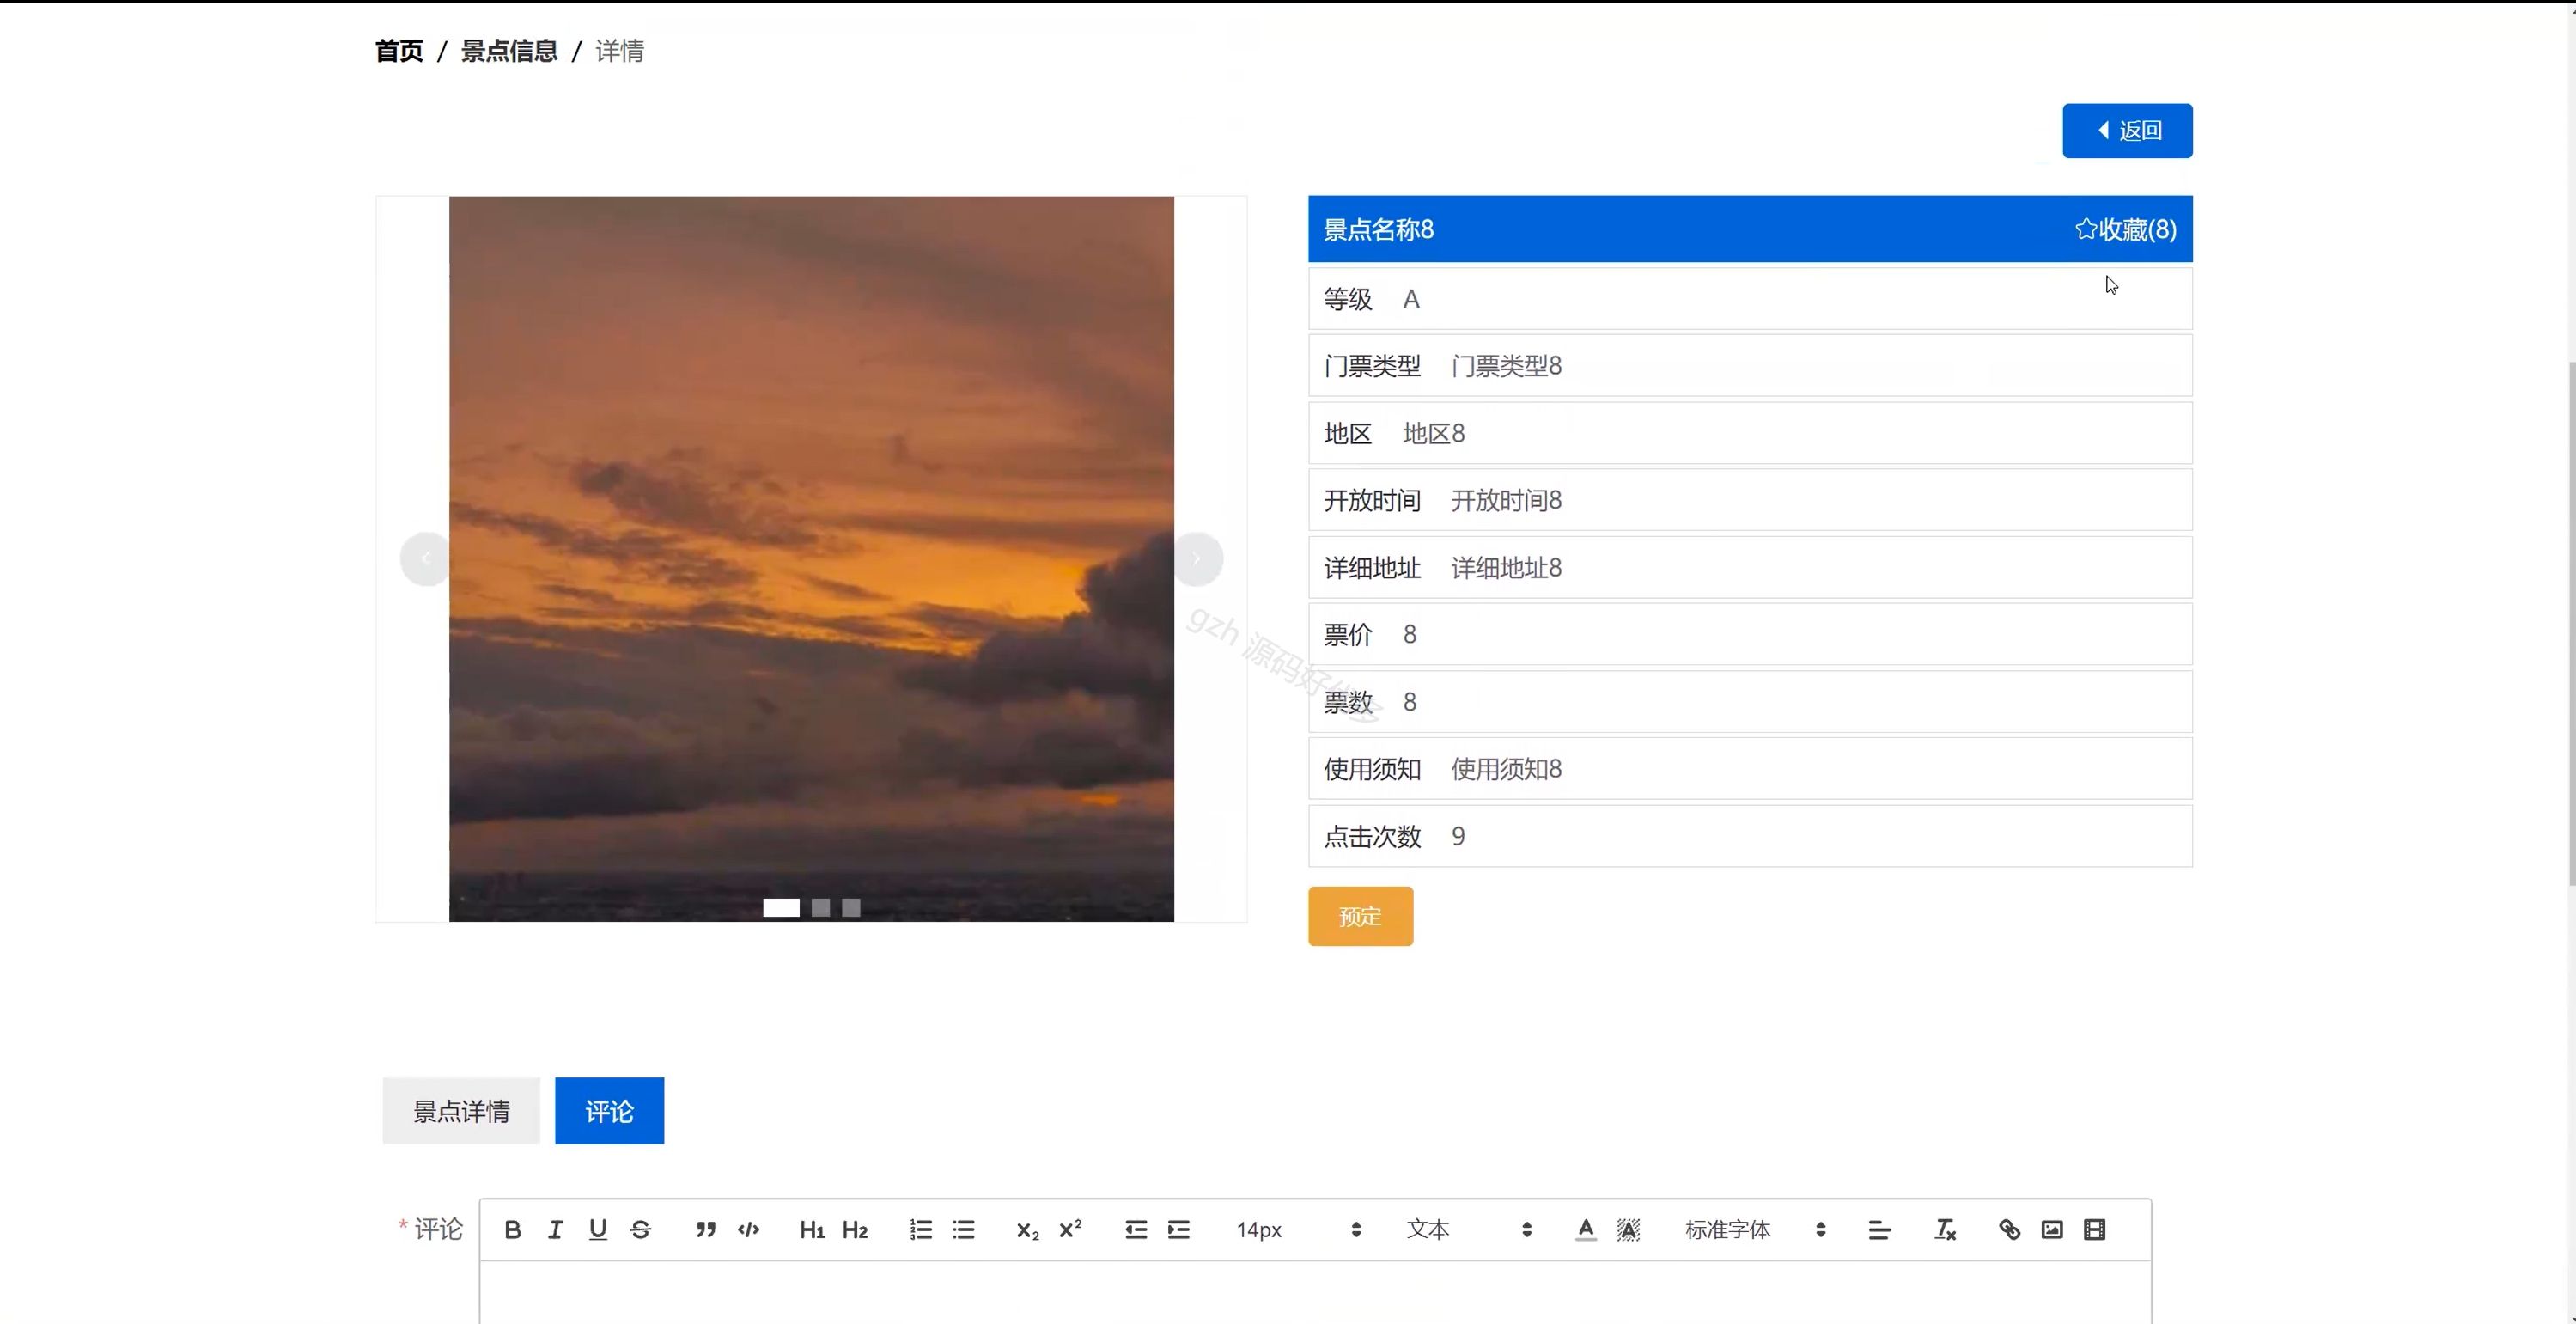 首页 / 景点信息 / 详情
返回
景点名称8
收藏(8)
等级 A
门票类型 门票类型8
地区 地区8
开放时间 开放时间8
详细地址 详细地址8
票价 8
票数 8
使用须知 使用须知8
点击次数 9
gzh 源码好多多
预定
景点详情 评论
* 评论
B I U S H1 H2 X2 X2 14px 文本 A A 标准字体 Tx